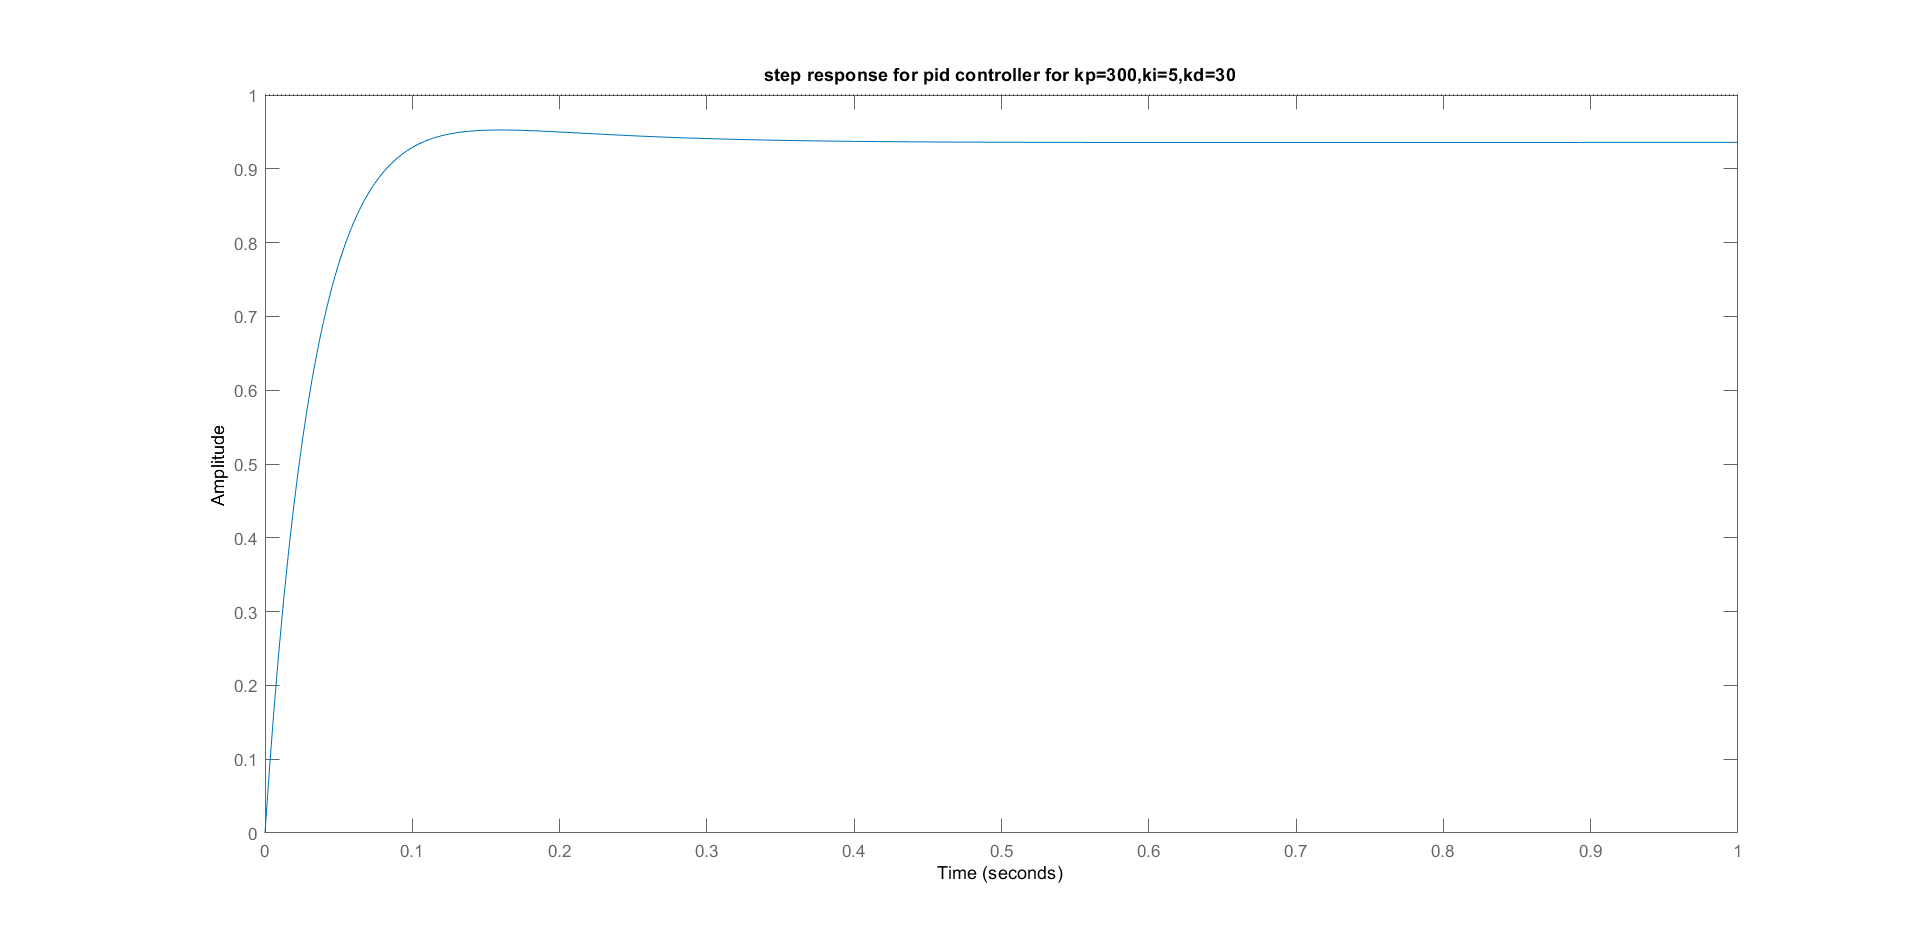 step response for pid controller for kp=300,ki=5,kd=30
1
0.9
0.8
0.7
0.6
0.5
0.4
0.3
0.2
0.1
0
Amplitude
0 0.1 0.2 0.3 0.4 0.5 0.6 0.7 0.8 0.9 1
Time (seconds)